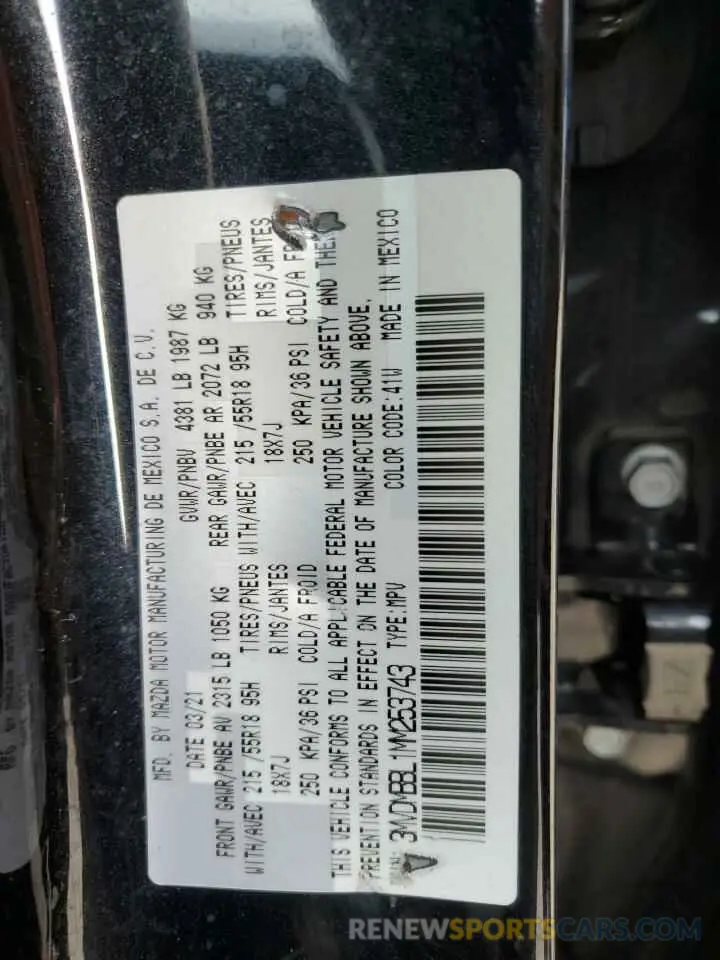 MFD. BY MAZDA MOTOR MANUFACTURING DE MEXICO S.A. DE C.V.
DATE 03/21 GVWR/PNBV 4381 LB 1987 KG
FRONT GAWR/PNBE AV 2315 LB 1050 KG REAR GAWR/PNBE AR 2072 LB 940 KG
WITH/AVEC 215 /55R18 95H TIRES/PNEUS WITH/AVEC 215 /55R18 95H TIRES/PNEUS
18X7J RIMS/JANTES 18X7J RIMS/JANTES
250 KPA/36 PSI COLD/A FROID 250 KPA/36 PSI COLD/A
THIS VEHICLE CONFORMS TO ALL APPLICABLE FEDERAL MOTOR VEHICLE SAFETY AND
PREVENTION STANDARDS IN EFFECT ON THE DATE OF MANUFACTURE SHOWN ABOVE.
3MVDMBBL1MM253743 TYPE:MPV COLOR CODE:41W MADE IN MEXICO
RENEWSPORTSCARS.COM